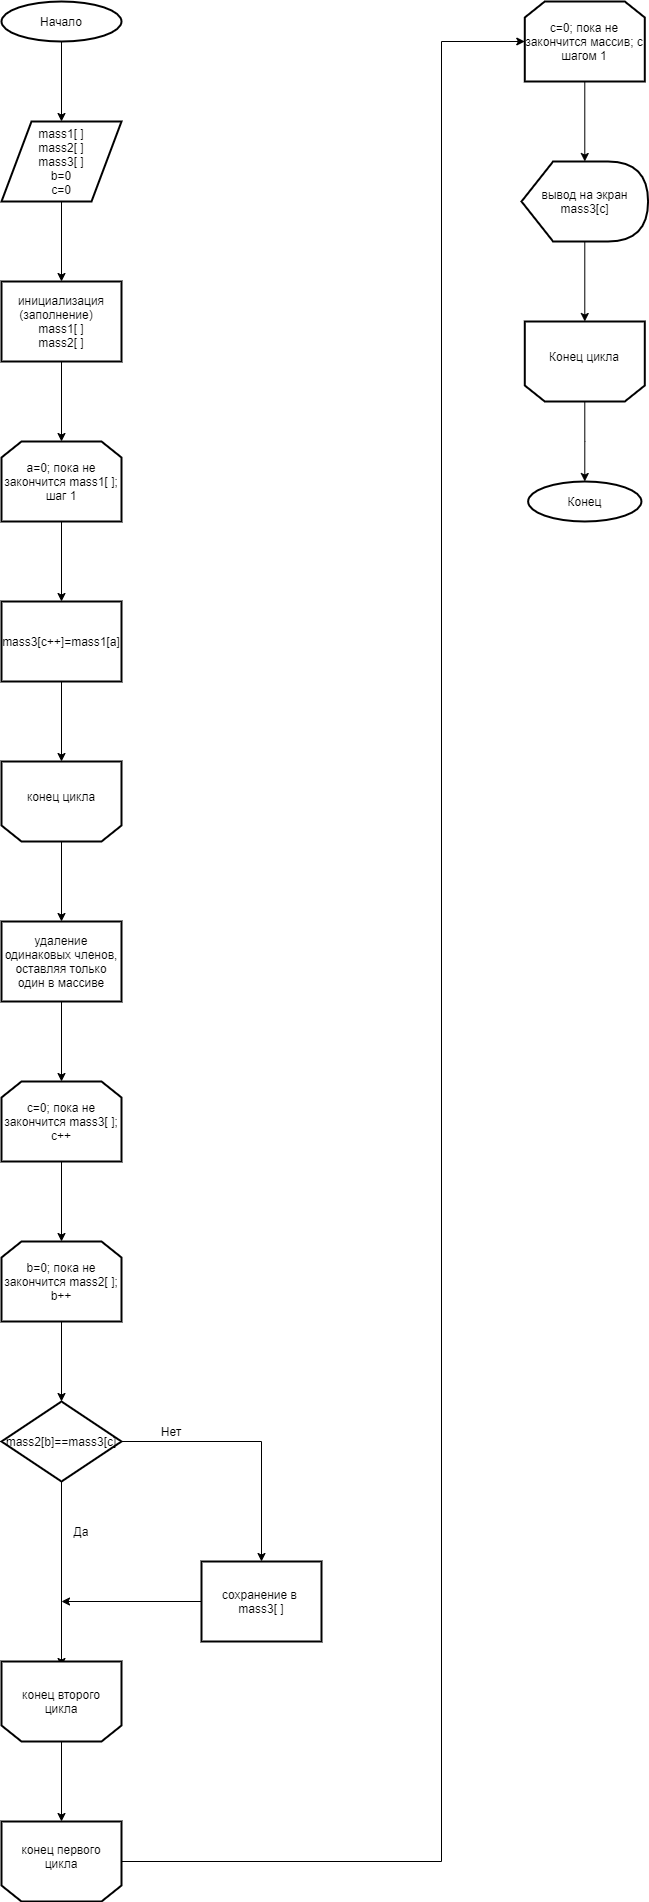 Начало
mass1[ ]
mass2[ ]
mass3[ ]
b=0
c=0
инициализация
(заполнение)
mass1[ ]
mass2[ ]
a=0; пока не
закончится mass1[ ];
шаг 1
mass3[c++]=mass1[a]
конец цикла
удаление
одинаковых членов,
оставляя только
один в массиве
c=0; пока не
закончится mass3[ ];
c++
b=0; пока не
закончится mass2[ ];
b++
mass2[b]==mass3[c]
Нет
Да
сохранение в
mass3[ ]
конец второго
цикла
конец первого
цикла
c=0; пока не
закончится массив; с
шагом 1
вывод на экран
mass3[c]
Конец цикла
Конец